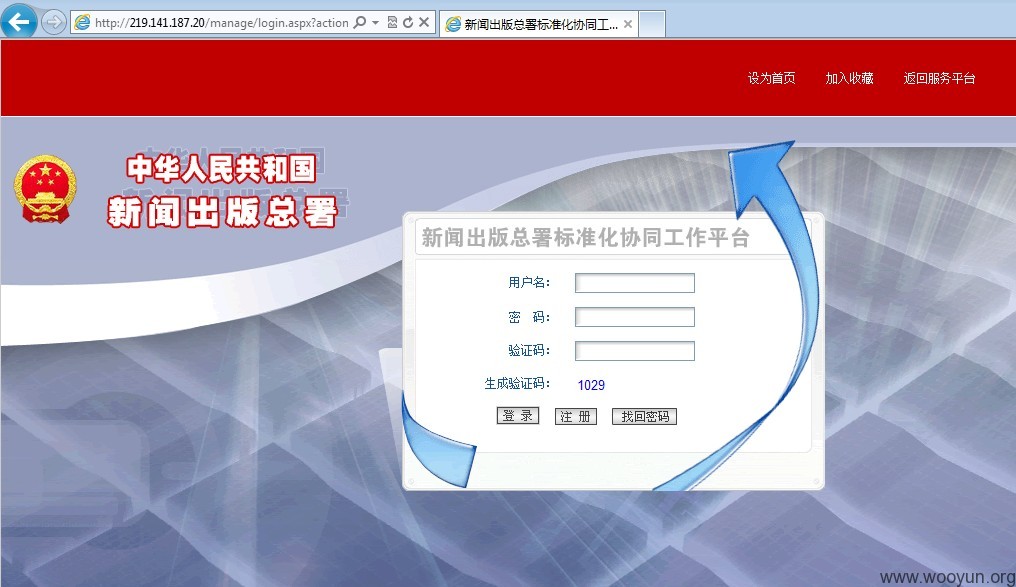 http://219.141.187.20/manage/login.aspx?action
新闻出版总署标准化协同工...
设为首页 加入收藏 返回服务平台
中华人民共和国
新闻出版总署
新闻出版总署标准化协同工作平台
用户名：
密 码：
验证码：
生成验证码： 1029
登 录 注 册 找回密码
www.wooyun.org